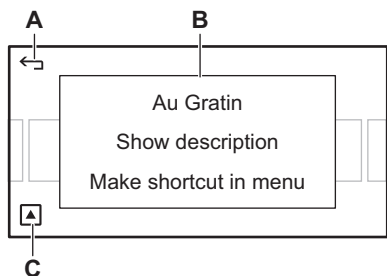 A
B
Au Gratin
Show description
Make shortcut in menu
C